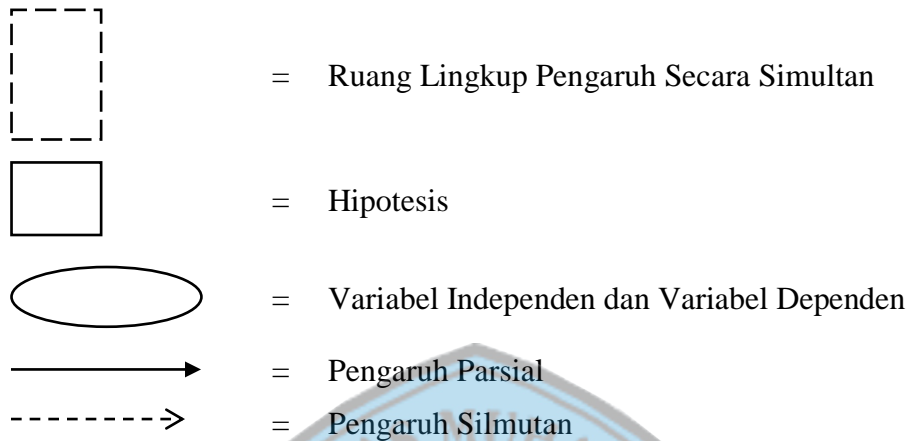 = Ruang Lingkup Pengaruh Secara Simultan
= Hipotesis
= Variabel Independen dan Variabel Dependen
= Pengaruh Parsial
= Pengaruh Silmutan